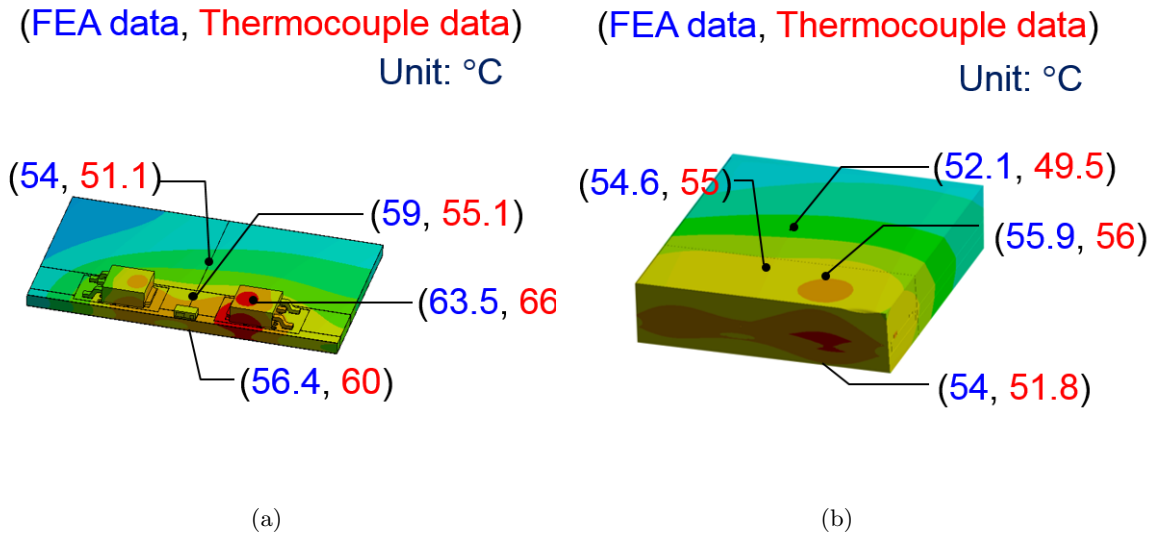 (FEA data, Thermocouple data)
Unit: °C
(54, 51.1)
(59, 55.1)
(63.5, 66
(56.4, 60)
(a)
(FEA data, Thermocouple data)
Unit: °C
(52.1, 49.5)
(54.6, 55)
(55.9, 56)
(54, 51.8)
(b)